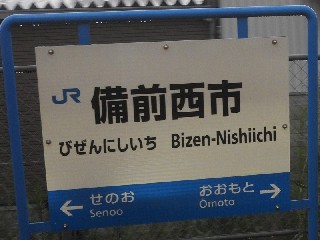 JR 備前西市
びぜんにしいち Bizen-Nishiichi
せのお おおもと
Senoo Ōmoto